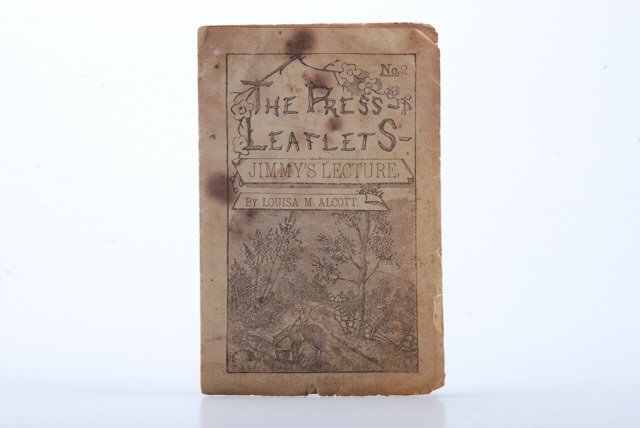 No. 2
THE PRESS-
LEAFLETS-
JIMMY'S LECTURE
BY LOUISA M. ALCOTT.